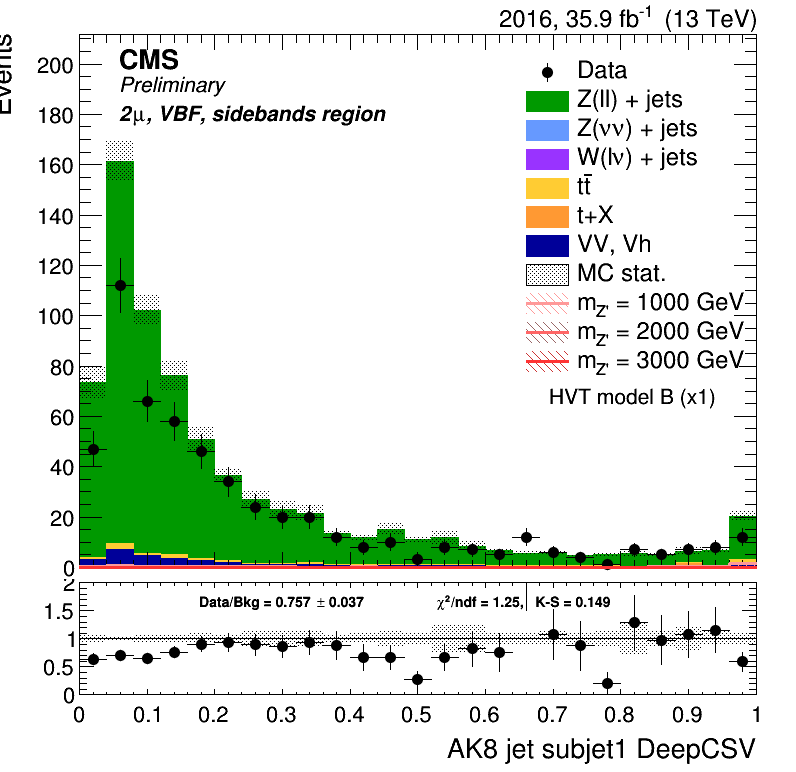 2016, 35.9 fb⁻¹ (13 TeV)
Events
CMS
Preliminary
2μ, VBF, sidebands region
Data
Z(ll) + jets
Z(νν) + jets
W(lν) + jets
tt̄
t+X
VV, Vh
MC stat.
m_Z' = 1000 GeV
m_Z' = 2000 GeV
m_Z' = 3000 GeV
HVT model B (x1)
200
180
160
140
120
100
80
60
40
20
0
2
1.5
1
0.5
0
Data/Bkg = 0.757 ± 0.037 χ²/ndf = 1.25, K-S = 0.149
0 0.1 0.2 0.3 0.4 0.5 0.6 0.7 0.8 0.9 1
AK8 jet subjet1 DeepCSV